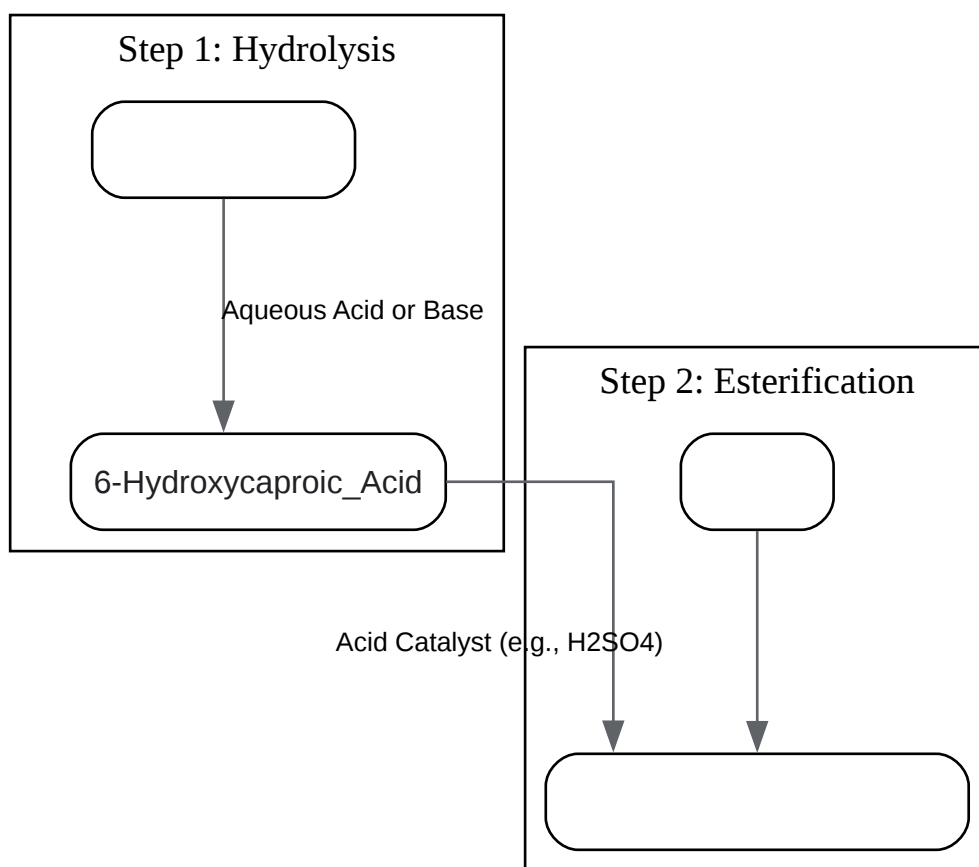 Step 1: Hydrolysis
Aqueous Acid or Base
Step 2: Esterification
6-Hydroxycaproic_Acid
Acid Catalyst (e.g., H2SO4)